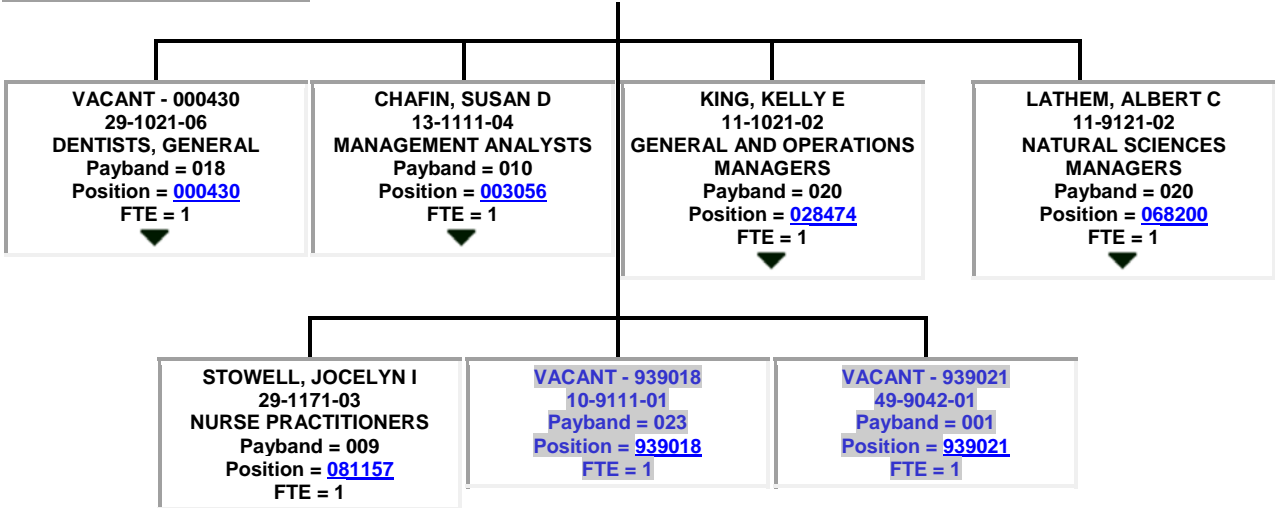 VACANT - 000430
29-1021-06
DENTISTS, GENERAL
Payband = 018
Position = 000430
FTE = 1
CHAFIN, SUSAN D
13-1111-04
MANAGEMENT ANALYSTS
Payband = 010
Position = 003056
FTE = 1
KING, KELLY E
11-1021-02
GENERAL AND OPERATIONS
MANAGERS
Payband = 020
Position = 028474
FTE = 1
LATHEM, ALBERT C
11-9121-02
NATURAL SCIENCES
MANAGERS
Payband = 020
Position = 068200
FTE = 1
STOWELL, JOCELYN I
29-1171-03
NURSE PRACTITIONERS
Payband = 009
Position = 081157
FTE = 1
VACANT - 939018
10-9111-01
Payband = 023
Position = 939018
FTE = 1
VACANT - 939021
49-9042-01
Payband = 001
Position = 939021
FTE = 1